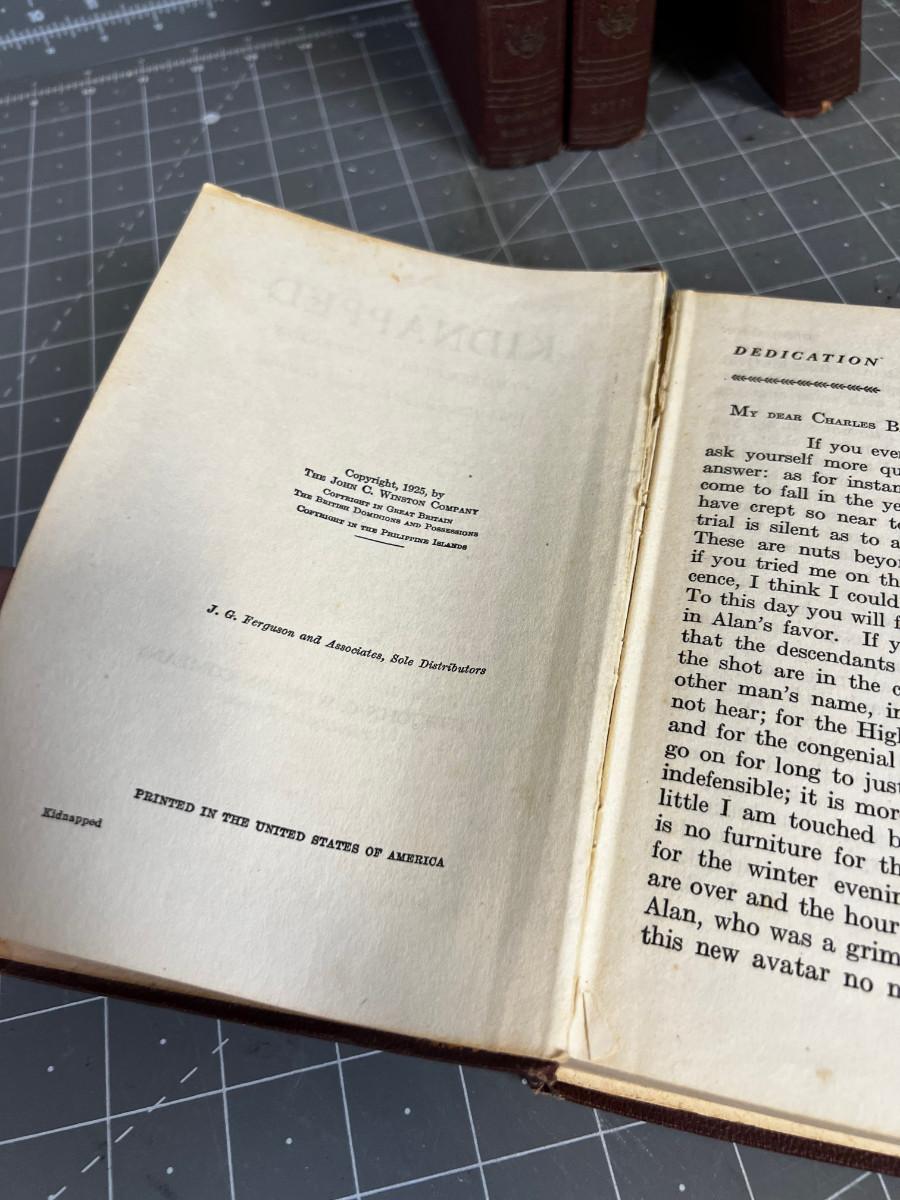 Copyright, 1925, by
THE JOHN C. WINSTON COMPANY
COPYRIGHT IN GREAT BRITAIN
THE BRITISH DOMINIONS AND POSSESSIONS
COPYRIGHT IN THE PHILIPPINE ISLANDS
J. G. Ferguson and Associates, Sole Distributors
PRINTED IN THE UNITED STATES OF AMERICA
Kidnapped
KIDNAPPED
DEDICATION
MY DEAR CHARLES B
If you eve
ask yourself more qu
answer: as for instan
come to fall in the ye
have crept so near t
trial is silent as to a
These are nuts beyo
if you tried me on th
cence, I think I could
To this day you will f
in Alan's favor. If y
that the descendants
the shot are in the c
other man's name, i
not hear; for the High
and for the congenial
go on for long to just
indefensible; it is mor
little I am touched b
is no furniture for th
for the winter evenin
are over and the hour
Alan, who was a grim
this new avatar no